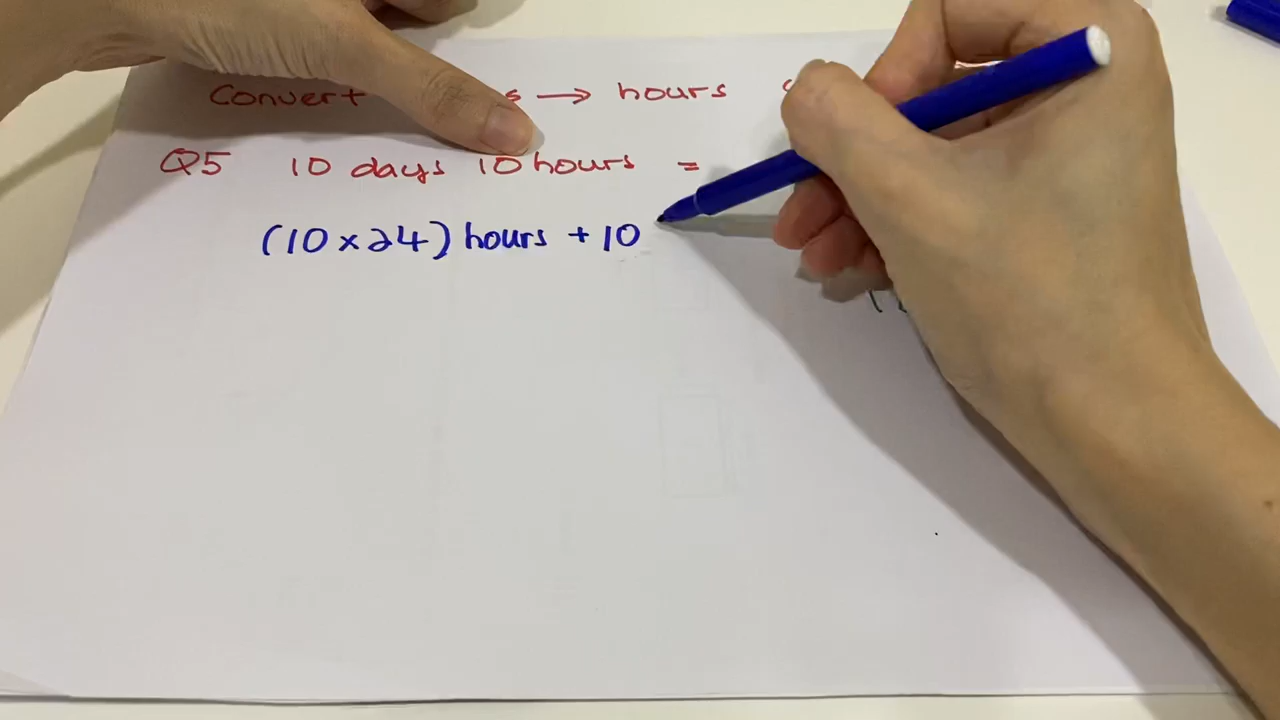 Convert → hours
Q5 10 days 10 hours =
(10 × 24) hours + 10